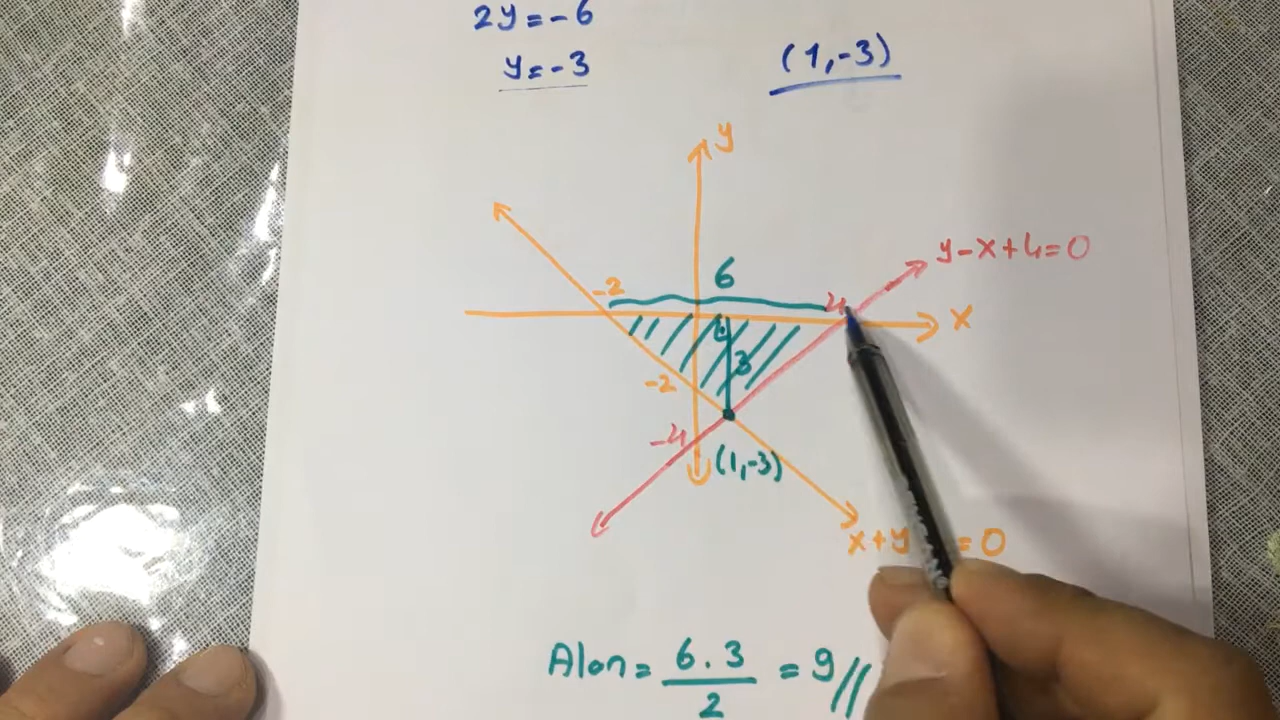 2y=-6
y=-3
(1,-3)
y
6
y-x+4=0
-2
4
x
3
-2
-4
(1,-3)
x+y =0
Alan= 6.3/2 =9//